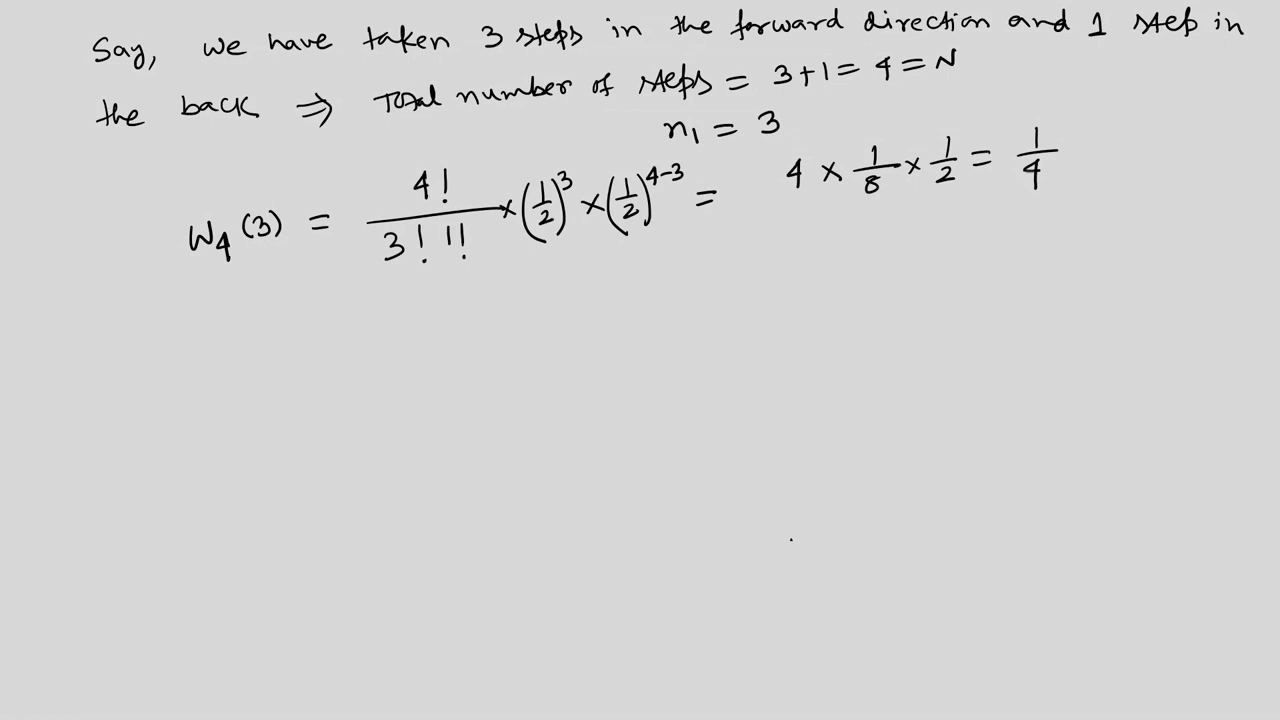 Say, we have taken 3 steps in the forward direction and 1 step in
the back ⇒ Total number of steps = 3+1 = 4 = N
n₁ = 3
W₄(3) = 4!/(3! 1!) × (1/2)³ × (1/2)⁴⁻³ = 4 × 1/8 × 1/2 = 1/4